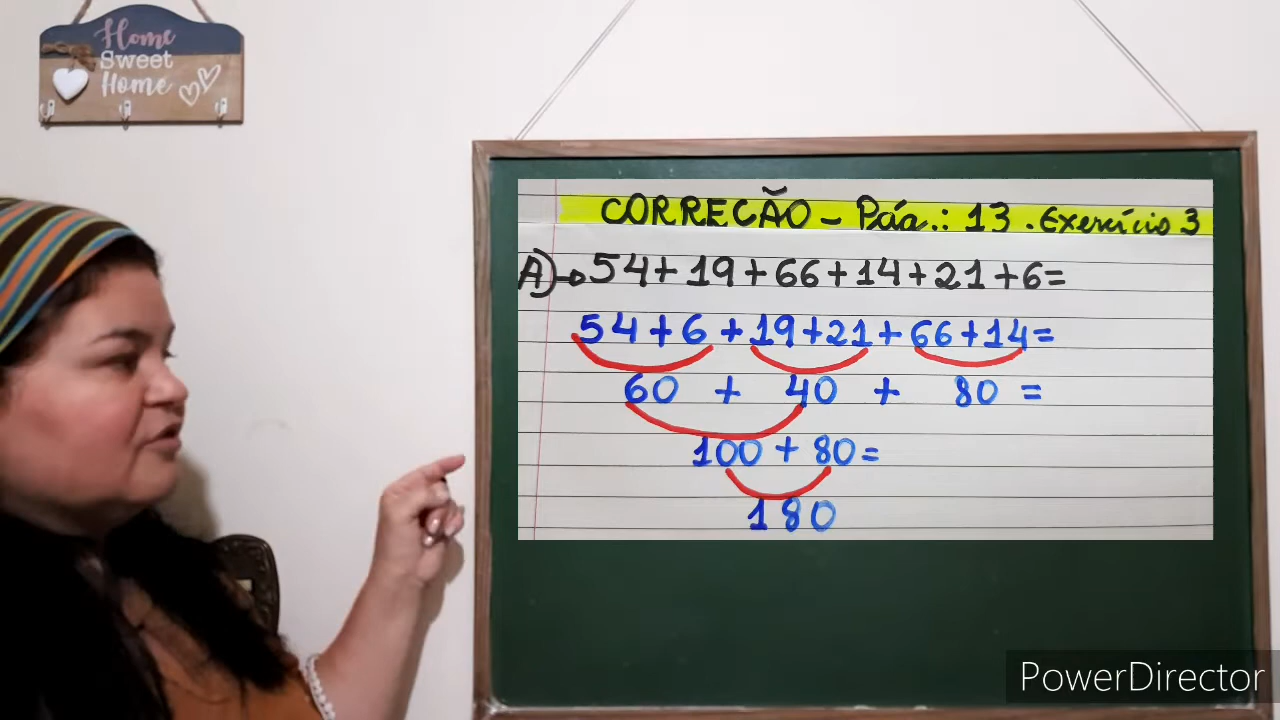 Home
Sweet
Home
CORREÇÃO - Pág.: 13 . Exercício 3
A)→ 54+19+66+14+21+6=
54+6+19+21+66+14=
60 + 40 + 80 =
100+80=
180
PowerDirector